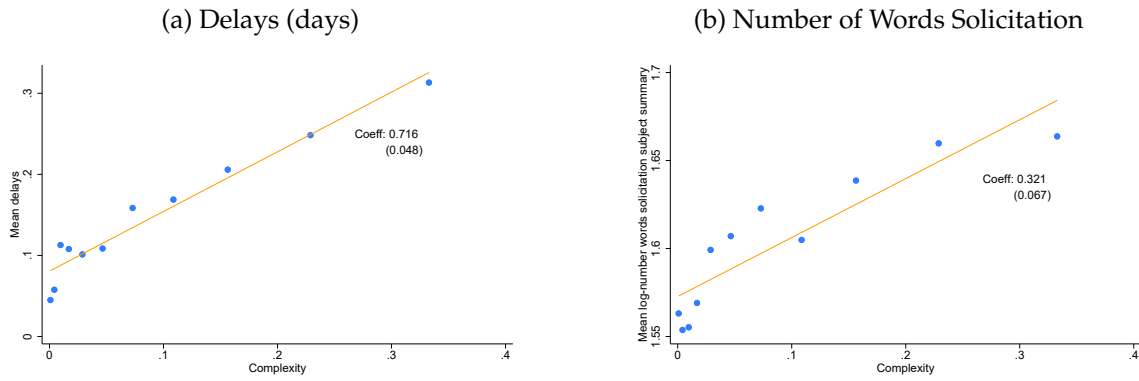 (a) Delays (days)
Mean delays
.3
.2
.1
0
Coeff: 0.716
(0.048)
0
.1
.2
.3
.4
Complexity
(b) Number of Words Solicitation
Mean log-number words solicitation subject summary
1.7
1.65
1.6
1.55
Coeff: 0.321
(0.067)
0
.1
.2
.3
.4
Complexity